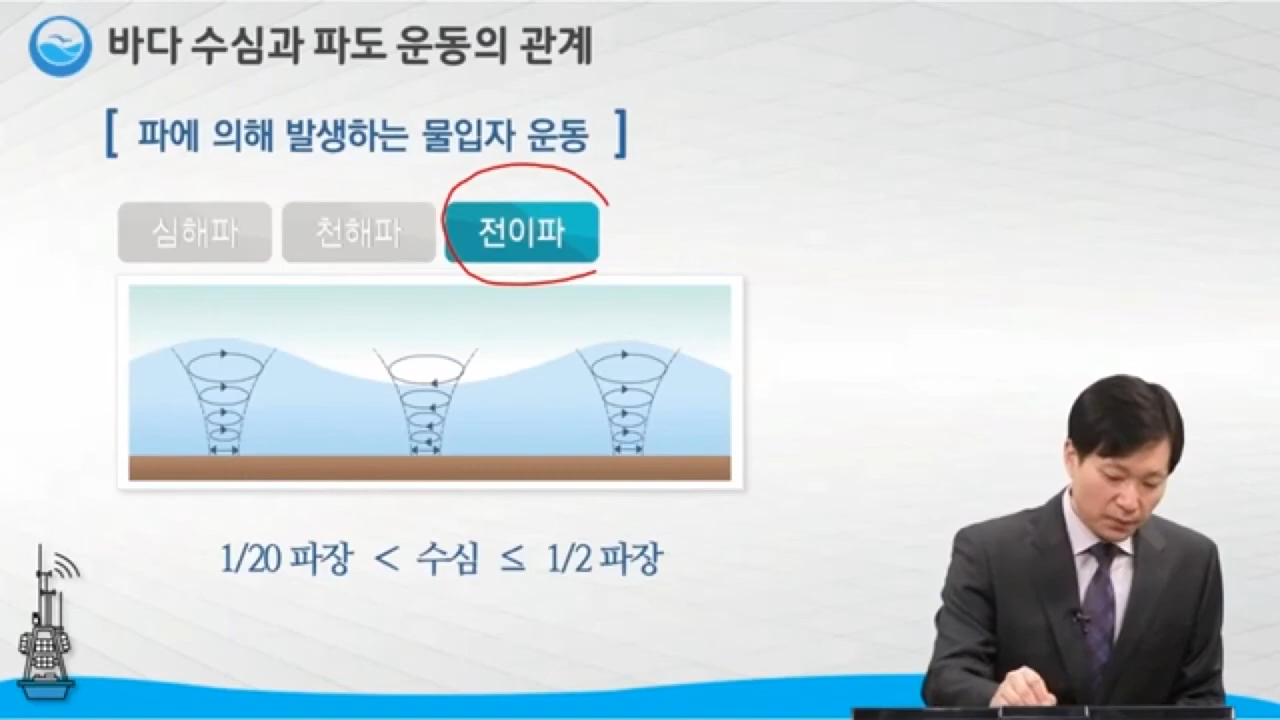 바다 수심과 파도 운동의 관계
[ 파에 의해 발생하는 물입자 운동 ]
심해파 천해파 전이파
1/20 파장 < 수심 ≤ 1/2 파장